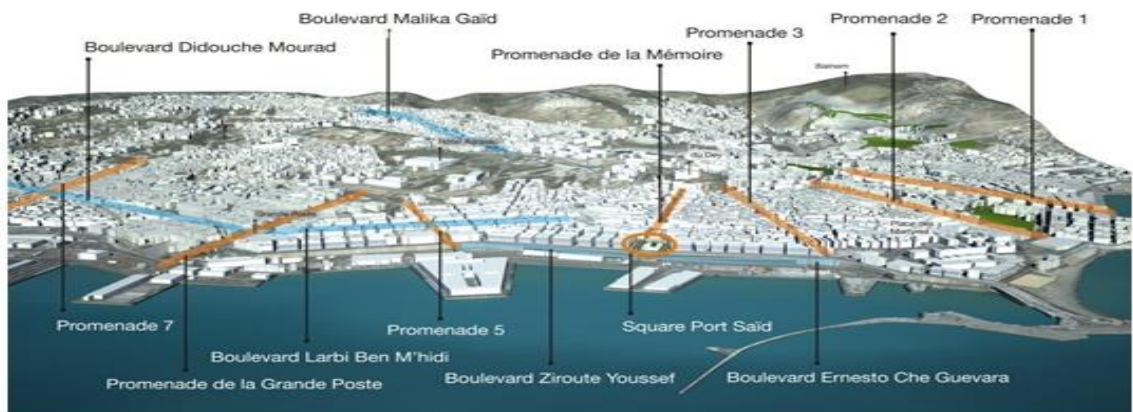 Boulevard Malika Gaïd
Promenade 2
Promenade 1
Boulevard Didouche Mourad
Promenade 3
Promenade de la Mémoire
Bainem
Promenade 7
Promenade 5
Square Port Saïd
Boulevard Larbi Ben M'hidi
Promenade de la Grande Poste
Boulevard Ziroute Youssef
Boulevard Ernesto Che Guevara